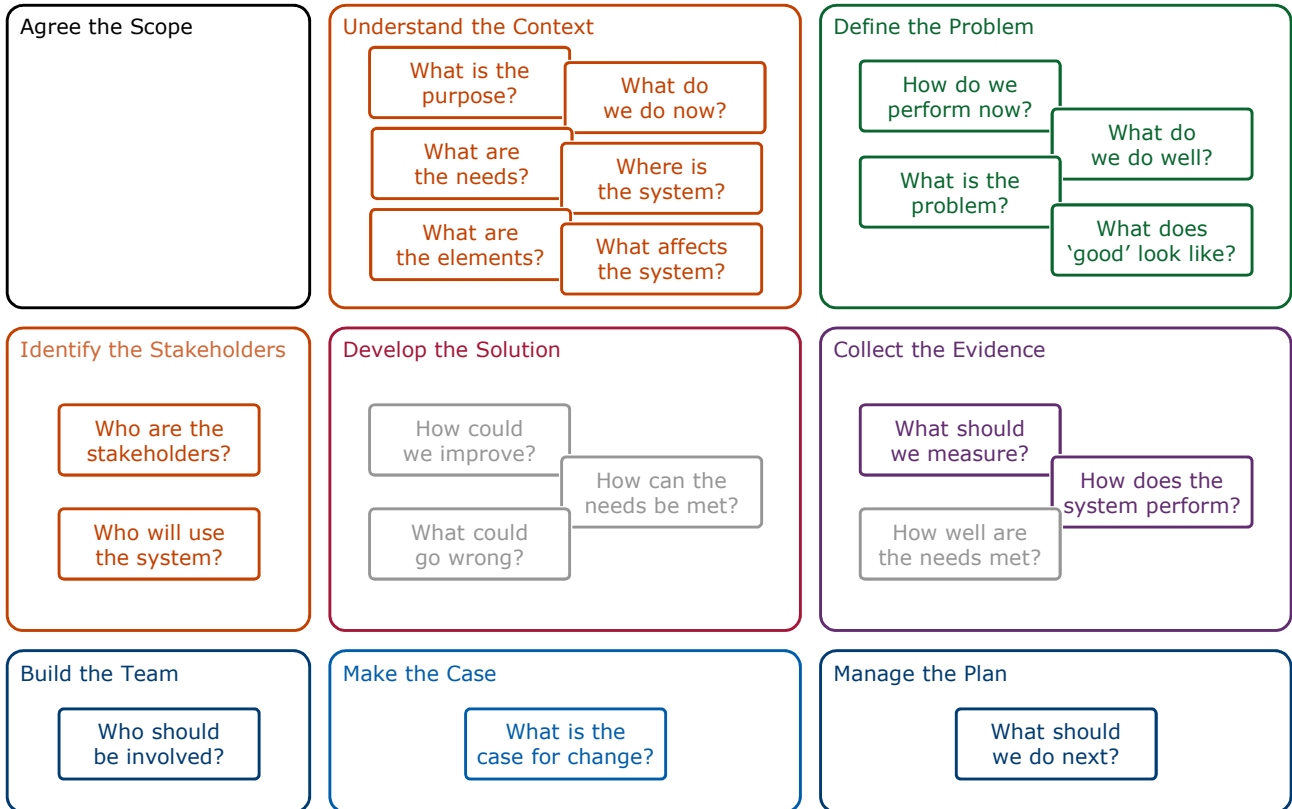 Agree the Scope
Understand the Context
What is the
purpose?
What do
we do now?
What are
the needs?
Where is
the system?
What are
the elements?
What affects
the system?
Define the Problem
How do we
perform now?
What do
we do well?
What is the
problem?
What does
‘good’ look like?
Identify the Stakeholders
Who are the
stakeholders?
Who will use
the system?
Develop the Solution
How could
we improve?
How can the
needs be met?
What could
go wrong?
Collect the Evidence
What should
we measure?
How does the
system perform?
How well are
the needs met?
Build the Team
Who should
be involved?
Make the Case
What is the
case for change?
Manage the Plan
What should
we do next?